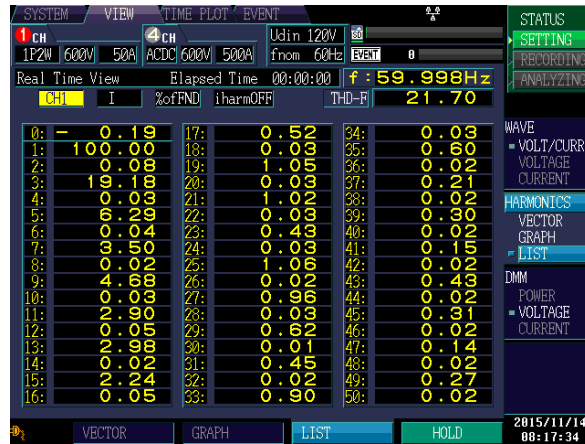 SYSTEM VIEW TIME PLOT EVENT
STATUS
1CH 4CH Udin 120V SD
SETTING
1P2W 600V 50A ACDC 600V 500A fnom 60Hz EVENT 0
RECORDING
Real Time View Elapsed Time 00:00:00 f:59.998Hz
ANALYZING
CH1 I %ofFND iharmOFF THD-F 21.70
0: - 0.19 17: 0.52 34: 0.03
1: 100.00 18: 0.03 35: 0.60
2: 0.08 19: 1.05 36: 0.02
3: 19.18 20: 0.03 37: 0.21
4: 0.03 21: 1.02 38: 0.02
5: 6.29 22: 0.03 39: 0.30
6: 0.04 23: 0.43 40: 0.02
7: 3.50 24: 0.03 41: 0.15
8: 0.02 25: 1.06 42: 0.02
9: 4.68 26: 0.02 43: 0.43
10: 0.03 27: 0.96 44: 0.02
11: 2.90 28: 0.03 45: 0.31
12: 0.05 29: 0.62 46: 0.02
13: 2.98 30: 0.01 47: 0.14
14: 0.02 31: 0.45 48: 0.02
15: 2.24 32: 0.02 49: 0.27
16: 0.05 33: 0.90 50: 0.02
WAVE
VOLT/CURR
VOLTAGE
CURRENT
HARMONICS
VECTOR
GRAPH
LIST
DMM
POWER
VOLTAGE
CURRENT
VECTOR GRAPH LIST HOLD
2015/11/14
08:17:34